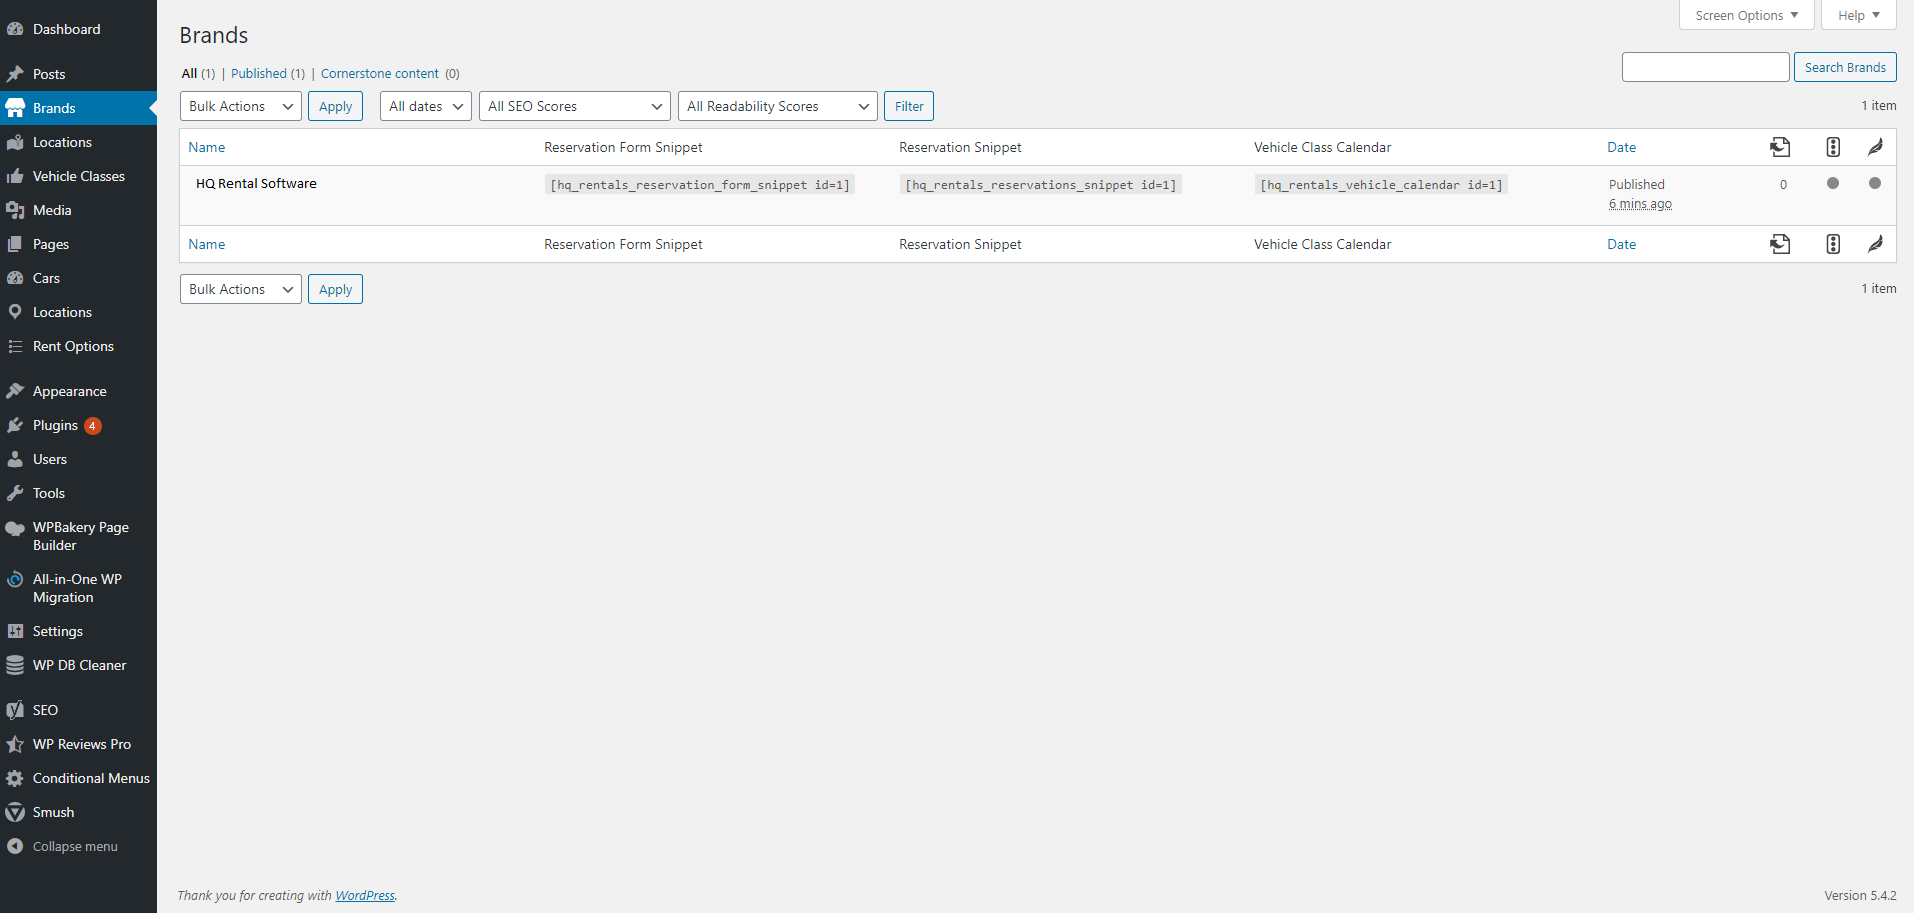 Dashboard
Posts
Brands
Locations
Vehicle Classes
Media
Pages
Cars
Locations
Rent Options
Appearance
Plugins 4
Users
Tools
WPBakery Page
Builder
All-in-One WP
Migration
Settings
WP DB Cleaner
SEO
WP Reviews Pro
Conditional Menus
Smush
Collapse menu
Screen Options Help
Brands
All (1) | Published (1) | Cornerstone content (0)
Search Brands
Bulk Actions Apply All dates All SEO Scores All Readability Scores Filter 1 item
Name Reservation Form Snippet Reservation Snippet Vehicle Class Calendar Date
HQ Rental Software [hq_rentals_reservation_form_snippet id=1] [hq_rentals_reservations_snippet id=1] [hq_rentals_vehicle_calendar id=1] Published 0
6 mins ago
Name Reservation Form Snippet Reservation Snippet Vehicle Class Calendar Date
Bulk Actions Apply 1 item
Thank you for creating with WordPress. Version 5.4.2